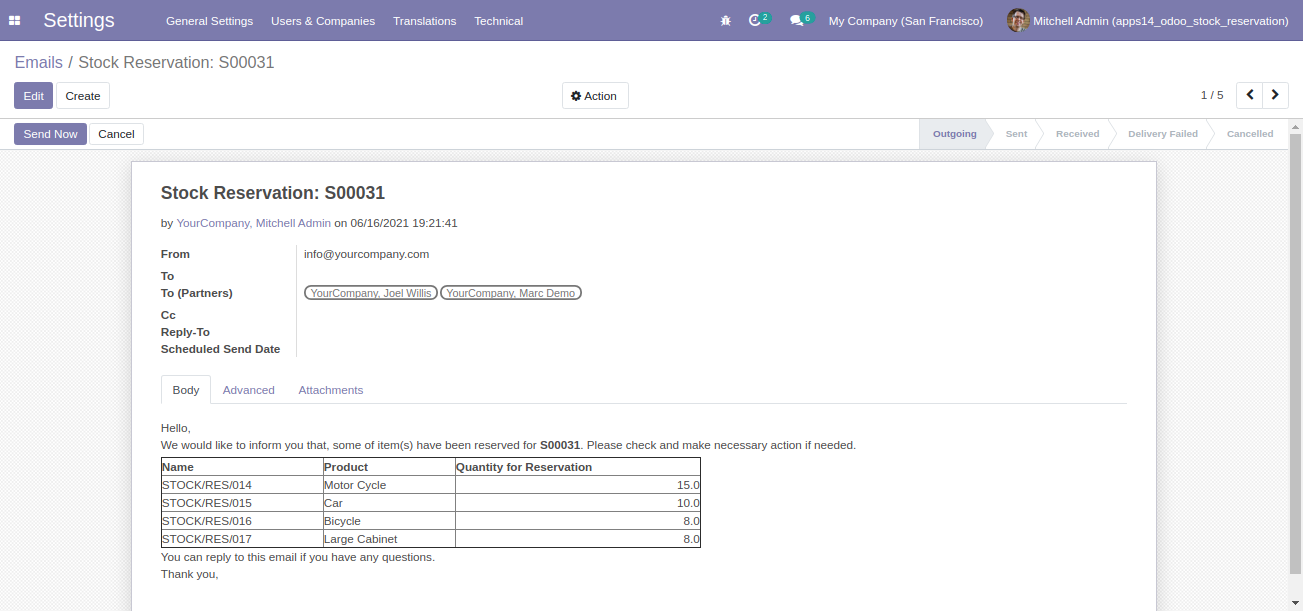 Settings General Settings Users & Companies Translations Technical 2 6 My Company (San Francisco) Mitchell Admin (apps14_odoo_stock_reservation)
Emails / Stock Reservation: S00031
Edit Create Action 1 / 5
Send Now Cancel Outgoing Sent Received Delivery Failed Cancelled
Stock Reservation: S00031
by YourCompany, Mitchell Admin on 06/16/2021 19:21:41
From info@yourcompany.com
To
To (Partners) YourCompany, Joel Willis YourCompany, Marc Demo
Cc
Reply-To
Scheduled Send Date
Body Advanced Attachments
Hello,
We would like to inform you that, some of item(s) have been reserved for S00031. Please check and make necessary action if needed.
Name Product Quantity for Reservation
STOCK/RES/014 Motor Cycle 15.0
STOCK/RES/015 Car 10.0
STOCK/RES/016 Bicycle 8.0
STOCK/RES/017 Large Cabinet 8.0
You can reply to this email if you have any questions.
Thank you,